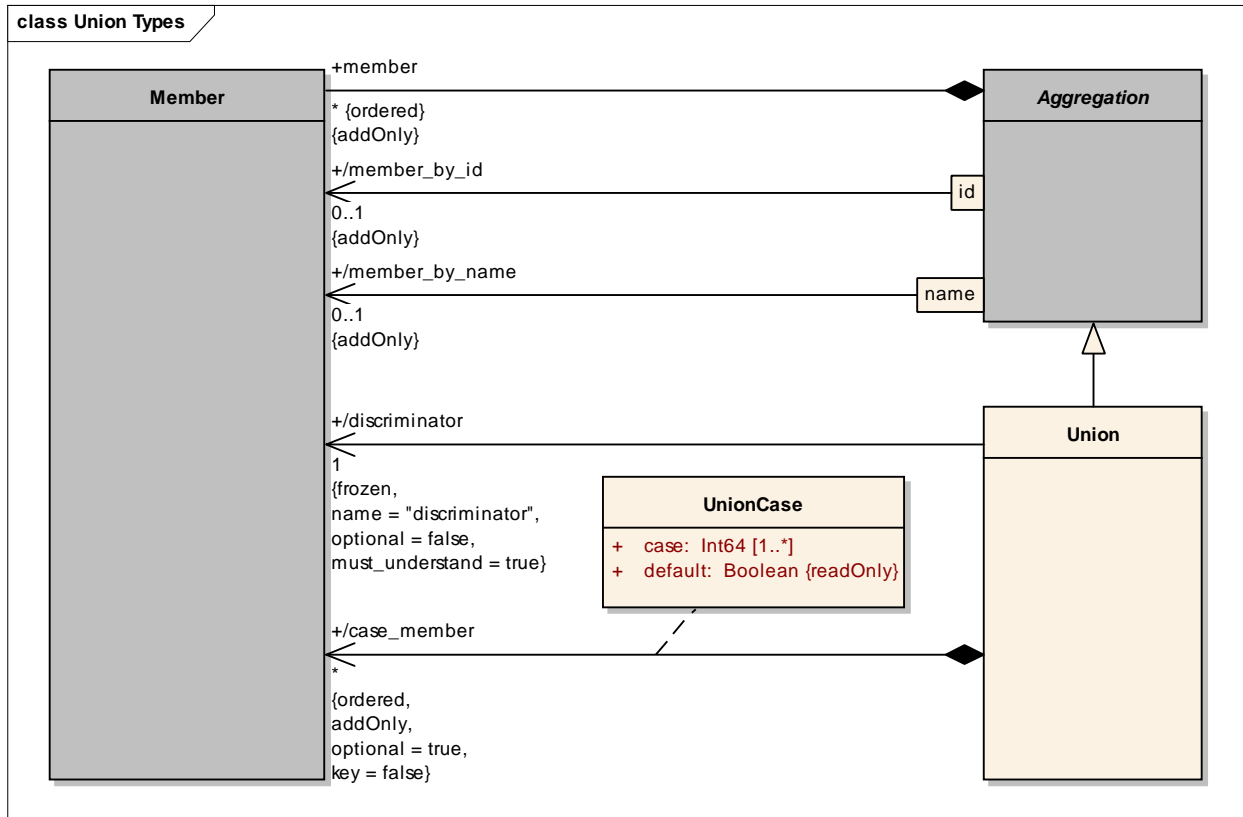 class Union Types
Member
+member
* {ordered}
{addOnly}
Aggregation
+/member_by_id
id
0..1
{addOnly}
+/member_by_name
name
0..1
{addOnly}
+/discriminator
1
{frozen,
name = "discriminator",
optional = false,
must_understand = true}
Union
UnionCase
+ case: Int64 [1..*]
+ default: Boolean {readOnly}
+/case_member
*
{ordered,
addOnly,
optional = true,
key = false}